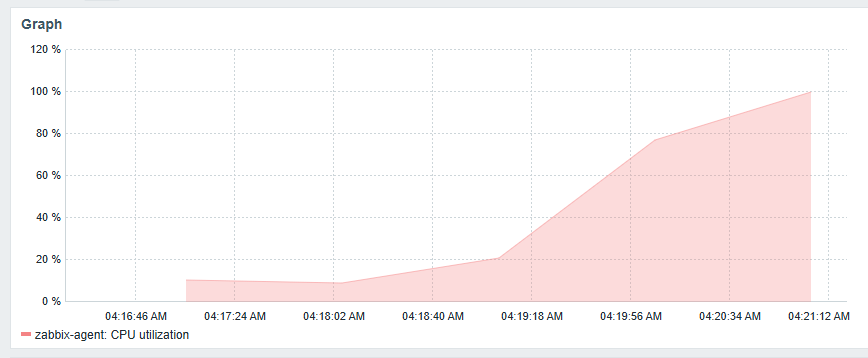 Graph
120 %
100 %
80 %
60 %
40 %
20 %
0 %
04:16:46 AM 04:17:24 AM 04:18:02 AM 04:18:40 AM 04:19:18 AM 04:19:56 AM 04:20:34 AM 04:21:12 AM
zabbix-agent: CPU utilization